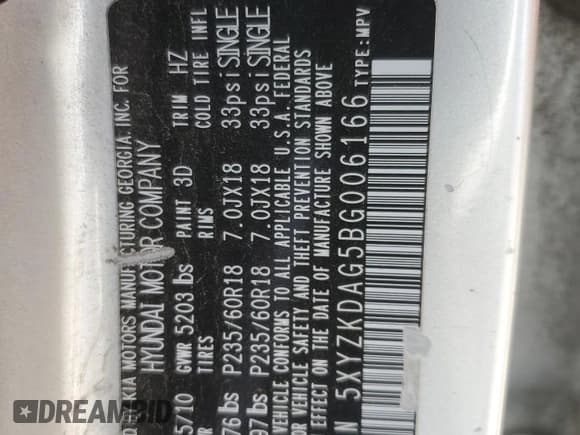 MOTORS MANUFACTURING GEORGIA, INC. FOR
HYUNDAI MOTOR COMPANY
5710 GVWR 5203 lbs PAINT 3D TRIM HZ
TIRES RINS COLD TIRE INFL
76 lbs P235/60R18 7.0JX18 33psi SINGLE
97 lbs P235/60R18 7.0JX18 33psi SINGLE
VEHICLE CONFORMS TO ALL APPLICABLE U.S.A. FEDERAL
VEHICLE SAFETY AND THEFT PREVENTION STANDARDS
EFFECT ON THE DATE OF MANUFACTURE SHOWN ABOVE
N 5XYZKDAG5BG006166 TYPE:MPV
DREAMBID